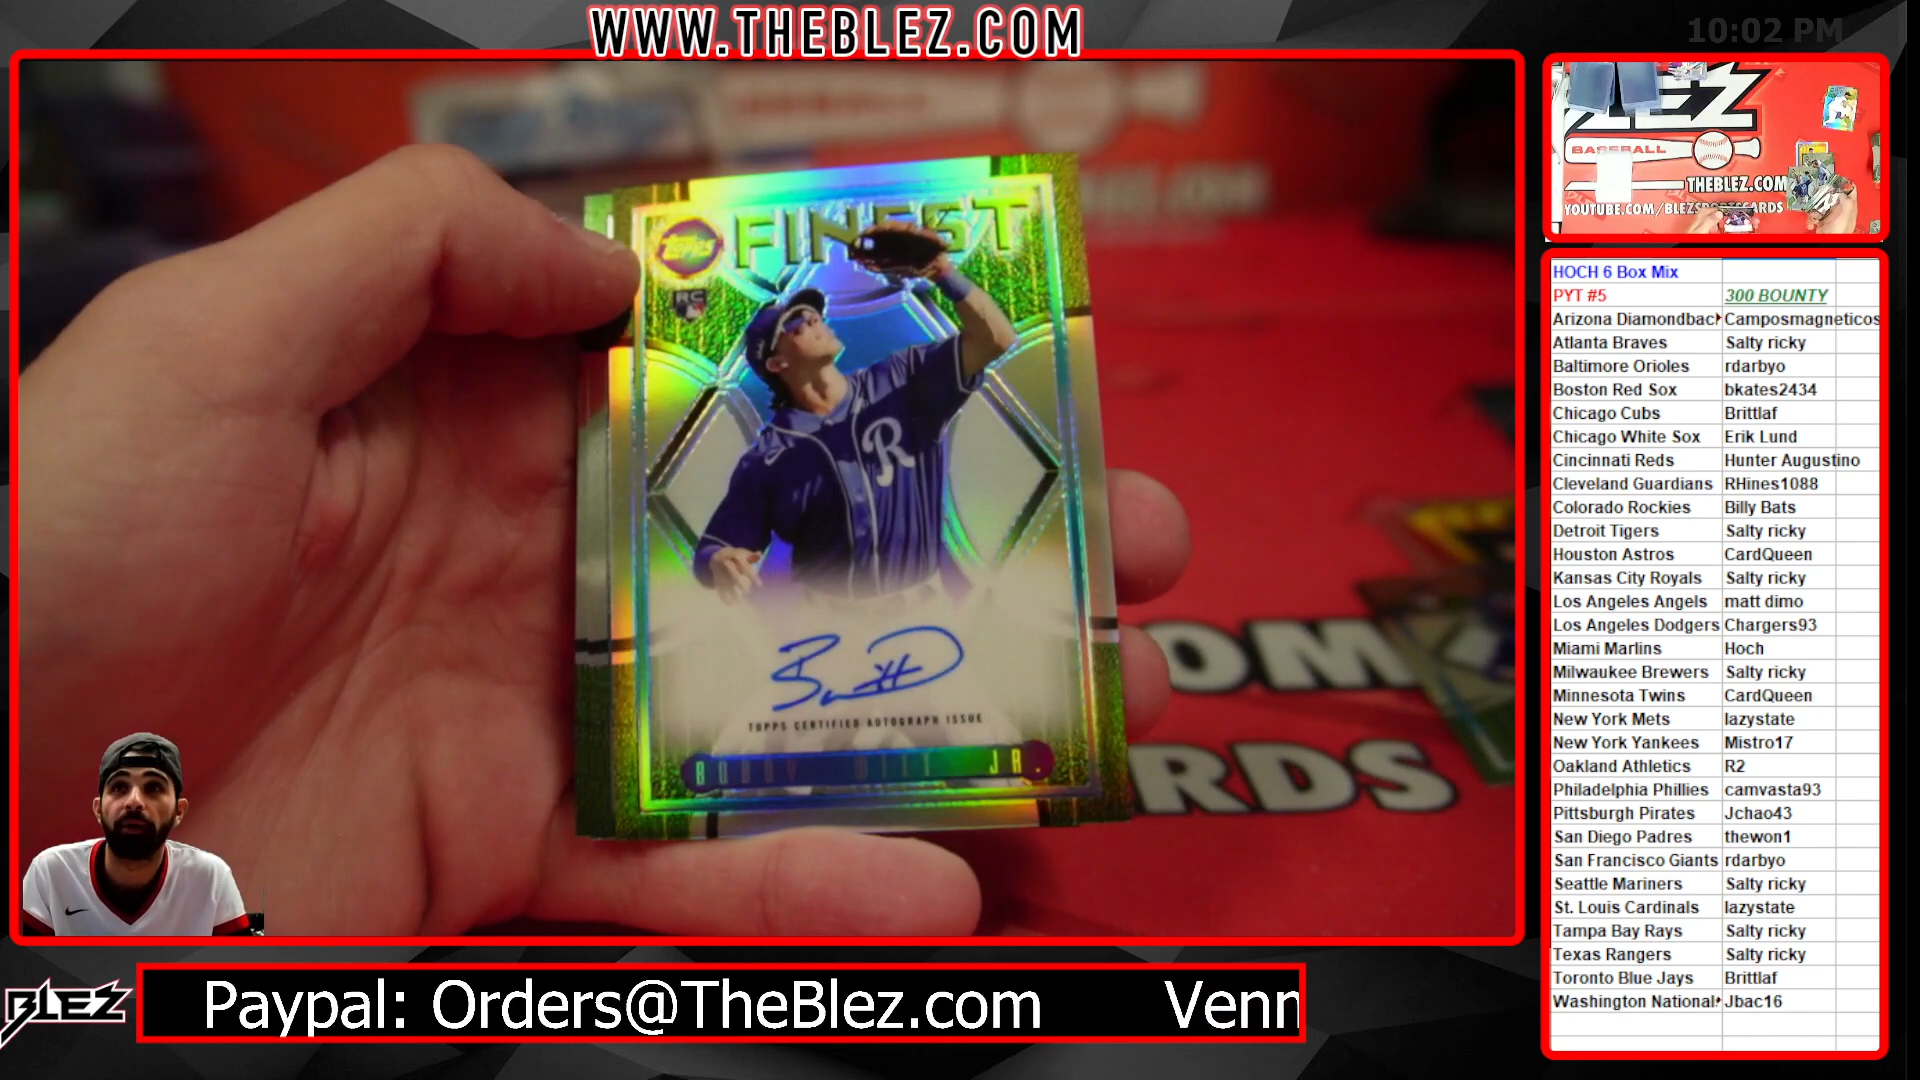 WWW.THEBLEZ.COM
10:02 PM
TOPPS
FINEST
RC
R
TOPPS CERTIFIED AUTOGRAPH ISSUE
BOBBY WITT JR.
OM
RDS
BASEBALL
THEBLEZ.COM
YOUTUBE.COM/BLEZSPORTSCARDS
HOCH 6 Box Mix
PYT #5 300 BOUNTY
Arizona Diamondbac Camposmagneticos
Atlanta Braves Salty ricky
Baltimore Orioles rdarbyo
Boston Red Sox bkates2434
Chicago Cubs Brittlaf
Chicago White Sox Erik Lund
Cincinnati Reds Hunter Augustino
Cleveland Guardians RHines1088
Colorado Rockies Billy Bats
Detroit Tigers Salty ricky
Houston Astros CardQueen
Kansas City Royals Salty ricky
Los Angeles Angels matt dimo
Los Angeles Dodgers Chargers93
Miami Marlins Hoch
Milwaukee Brewers Salty ricky
Minnesota Twins CardQueen
New York Mets lazystate
New York Yankees Mistro17
Oakland Athletics R2
Philadelphia Phillies camvasta93
Pittsburgh Pirates Jchao43
San Diego Padres thewon1
San Francisco Giants rdarbyo
Seattle Mariners Salty ricky
St. Louis Cardinals lazystate
Tampa Bay Rays Salty ricky
Texas Rangers Salty ricky
Toronto Blue Jays Brittlaf
Washington National Jbac16
BLEZ
Paypal: Orders@TheBlez.com Venn